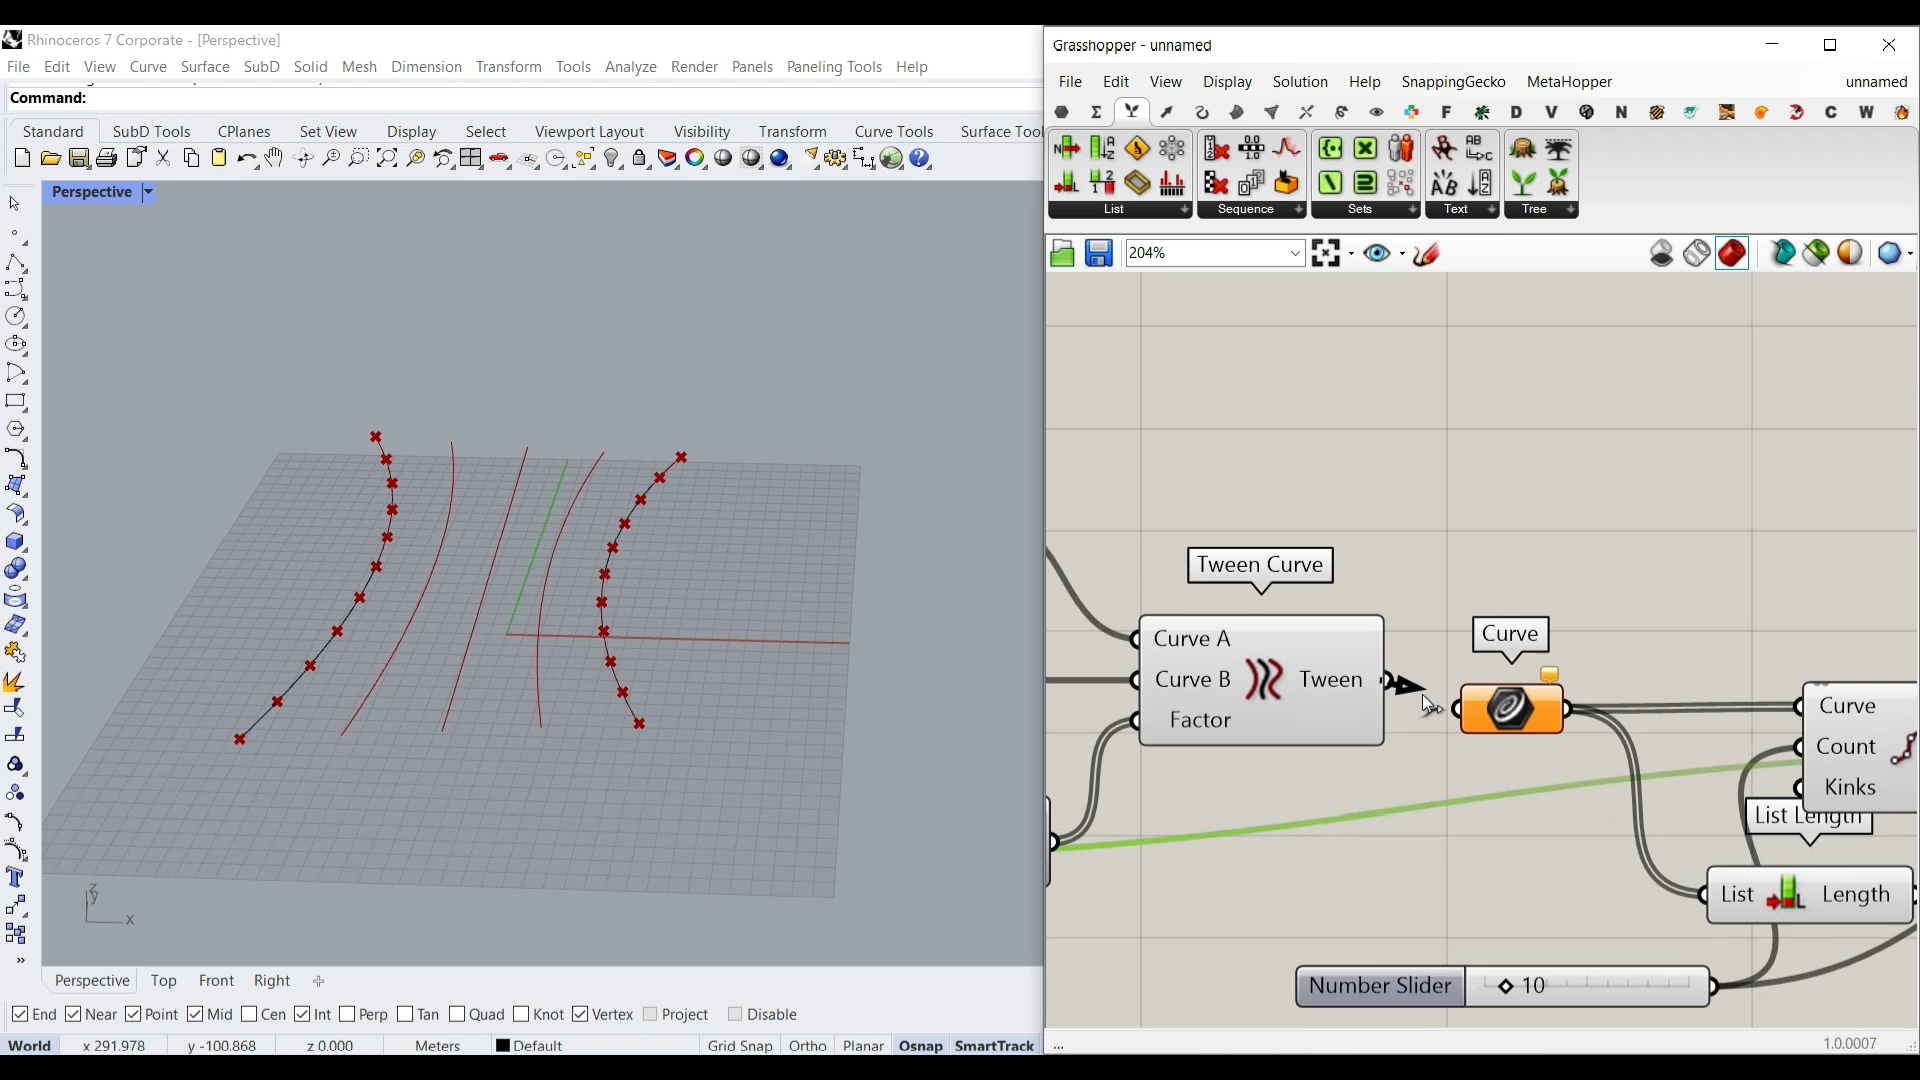 Rhinoceros 7 Corporate - [Perspective]
File Edit View Curve Surface SubD Solid Mesh Dimension Transform Tools Analyze Render Panels Paneling Tools Help
Command:
Standard SubD Tools CPlanes Set View Display Select Viewport Layout Visibility Transform Curve Tools Surface Tool
Perspective
z
y
x
Perspective Top Front Right
End Near Point Mid Cen Int Perp Tan Quad Knot Vertex Project Disable
World x 291.978 y -100.868 z 0.000 Meters Default Grid Snap Ortho Planar Osnap SmartTrack
Grasshopper - unnamed
File Edit View Display Solution Help SnappingGecko MetaHopper unnamed
F D V N C W
List Sequence Sets Text Tree
204%
Tween Curve
Curve A
Curve B Tween
Factor
Curve
Curve
Count
Kinks
List Length
List Length
Number Slider 10
... 1.0.0007